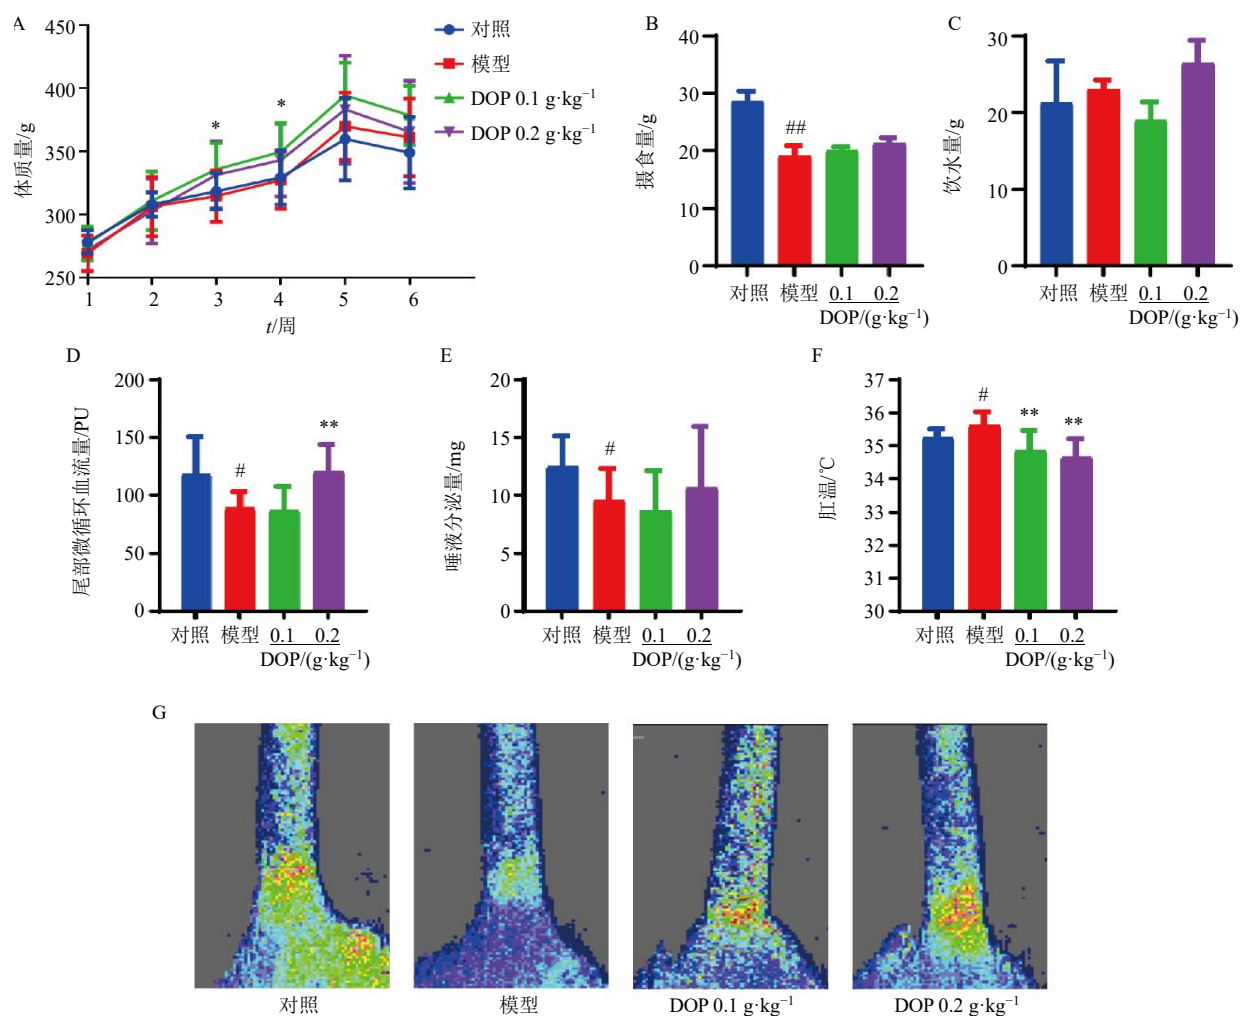 A
450
400
350
300
250
体质量/g
*
*
1 2 3 4 5 6
t/周
对照
模型
DOP 0.1 g·kg⁻¹
DOP 0.2 g·kg⁻¹
B
40
30
20
10
0
摄食量/g
##
对照 模型 0.1 0.2
DOP/(g·kg⁻¹)
C
30
20
10
0
饮水量/g
对照 模型 0.1 0.2
DOP/(g·kg⁻¹)
D
200
150
100
50
0
尾部微循环血流量/PU
#
**
对照 模型 0.1 0.2
DOP/(g·kg⁻¹)
E
20
15
10
5
0
唾液分泌量/mg
#
对照 模型 0.1 0.2
DOP/(g·kg⁻¹)
F
37
36
35
34
33
32
31
30
肛温/℃
#
**
**
对照 模型 0.1 0.2
DOP/(g·kg⁻¹)
G
对照 模型 DOP 0.1 g·kg⁻¹ DOP 0.2 g·kg⁻¹